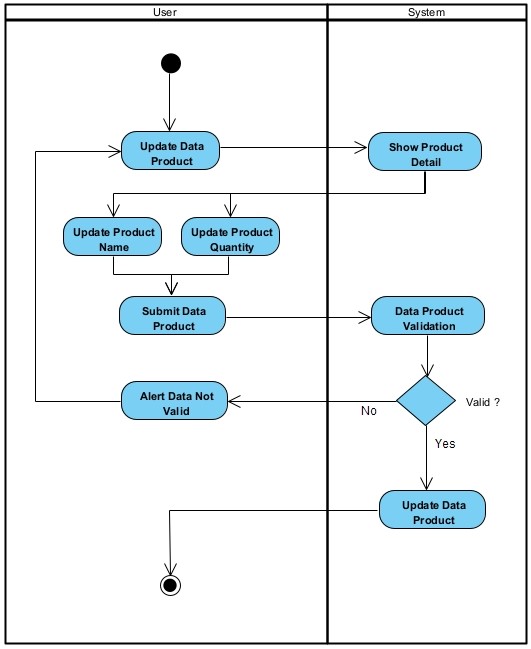 User
System
Update Data
Product
Show Product
Detail
Update Product
Name
Update Product
Quantity
Submit Data
Product
Data Product
Validation
Alert Data Not
Valid
No
Valid ?
Yes
Update Data
Product